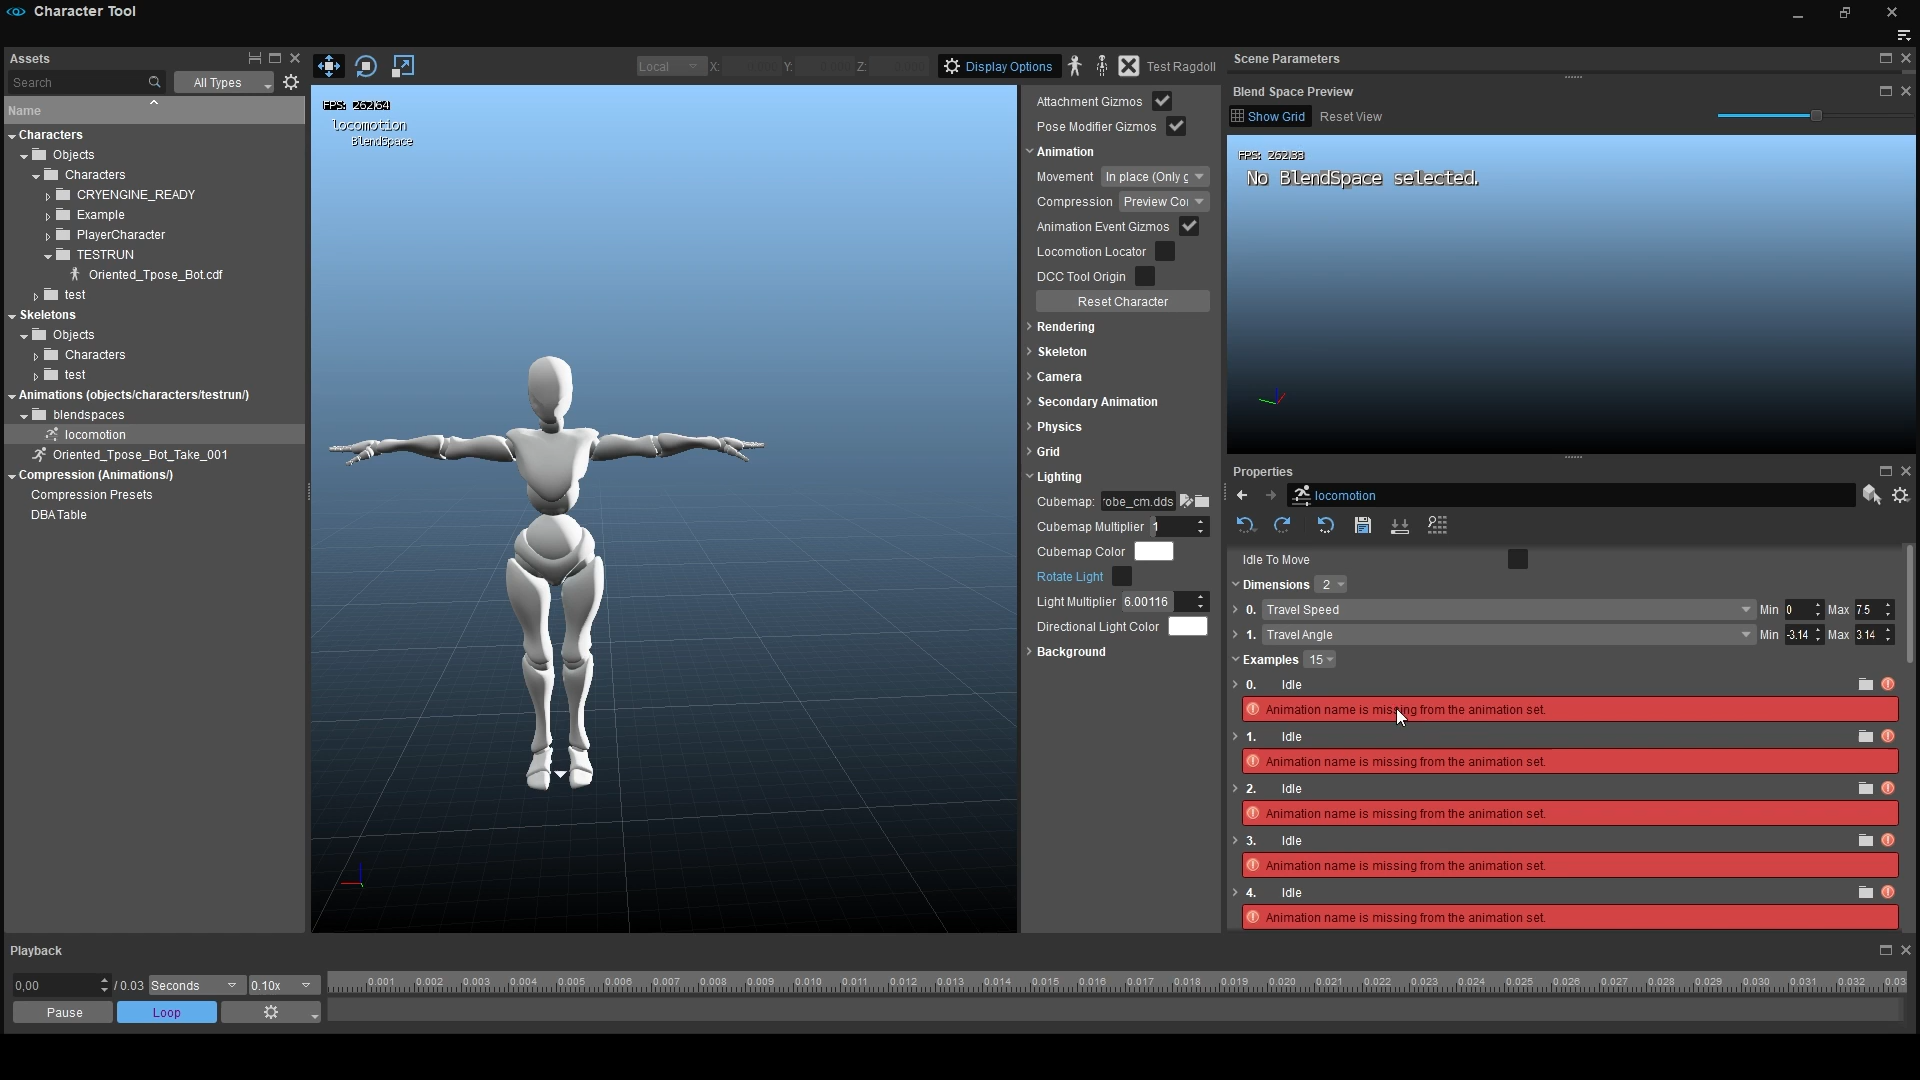 Character Tool
Assets
Search
All Types
Name
Characters
Objects
Characters
CRYENGINE_READY
Example
PlayerCharacter
TESTRUN
Oriented_Tpose_Bot.cdf
test
Skeletons
Objects
Characters
test
Animations (objects/characters/testrun/)
blendspaces
locomotion
Oriented_Tpose_Bot_Take_001
Compression (Animations/)
Compression Presets
DBA Table
Local X: Y: Z:
Display Options
Test Ragdoll
locomotion
BlendSpace
Attachment Gizmos
Pose Modifier Gizmos
Animation
Movement In place (Only g
Compression Preview Co
Animation Event Gizmos
Locomotion Locator
DCC Tool Origin
Reset Character
Rendering
Skeleton
Camera
Secondary Animation
Physics
Grid
Lighting
Cubemap: robe_cm.dds
Cubemap Multiplier 1
Cubemap Color
Rotate Light
Light Multiplier 6.00116
Directional Light Color
Background
Scene Parameters
Blend Space Preview
Show Grid Reset View
No BlendSpace selected.
Properties
locomotion
Idle To Move
Dimensions 2
0. Travel Speed Min 0 Max 7.5
1. Travel Angle Min -3.14 Max 3.14
Examples 15
0. Idle
Animation name is missing from the animation set.
1. Idle
Animation name is missing from the animation set.
2. Idle
Animation name is missing from the animation set.
3. Idle
Animation name is missing from the animation set.
4. Idle
Animation name is missing from the animation set.
Playback
0,00 / 0.03 Seconds 0.10x
0.001 0.002 0.003 0.004 0.005 0.006 0.007 0.008 0.009 0.010 0.011 0.012 0.013 0.014 0.015 0.016 0.017 0.018 0.019 0.020 0.021 0.022 0.023 0.024 0.025 0.026 0.027 0.028 0.029 0.030 0.031 0.032 0.03
Pause Loop